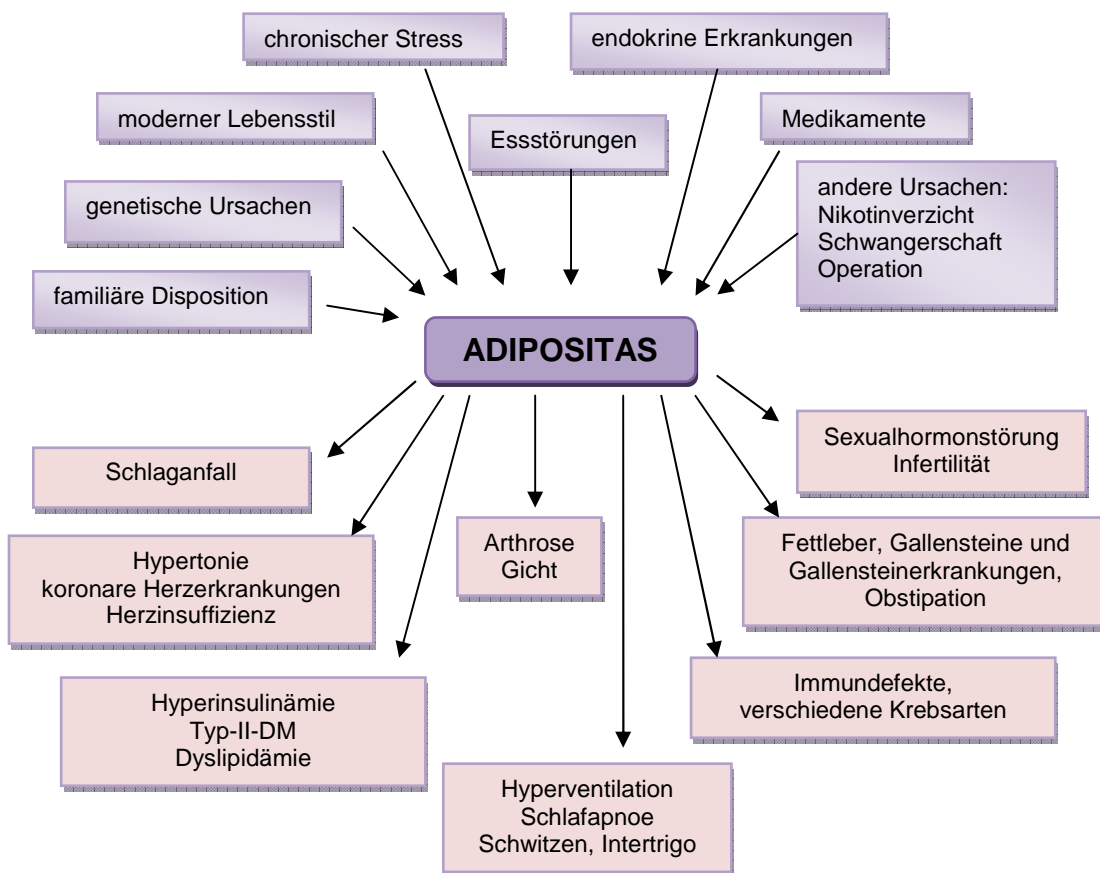 chronischer Stress
endokrine Erkrankungen
moderner Lebensstil
Essstörungen
Medikamente
genetische Ursachen
andere Ursachen:
Nikotinverzicht
Schwangerschaft
Operation
familiäre Disposition
ADIPOSITAS
Schlaganfall
Sexualhormonstörung
Infertilität
Hypertonie
koronare Herzerkrankungen
Herzinsuffizienz
Arthrose
Gicht
Fettleber, Gallensteine und
Gallensteinerkrankungen,
Obstipation
Hyperinsulinämie
Typ-II-DM
Dyslipidämie
Immundefekte,
verschiedene Krebsarten
Hyperventilation
Schlafapnoe
Schwitzen, Intertrigo